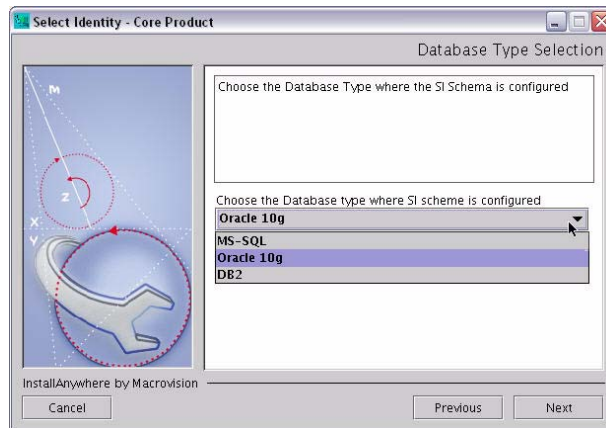 Select Identity - Core Product
Database Type Selection
M
Z
X
Y
Choose the Database Type where the SI Schema is configured
Choose the Database type where SI scheme is configured
Oracle 10g
MS-SQL
Oracle 10g
DB2
InstallAnywhere by Macrovision
Cancel
Previous
Next